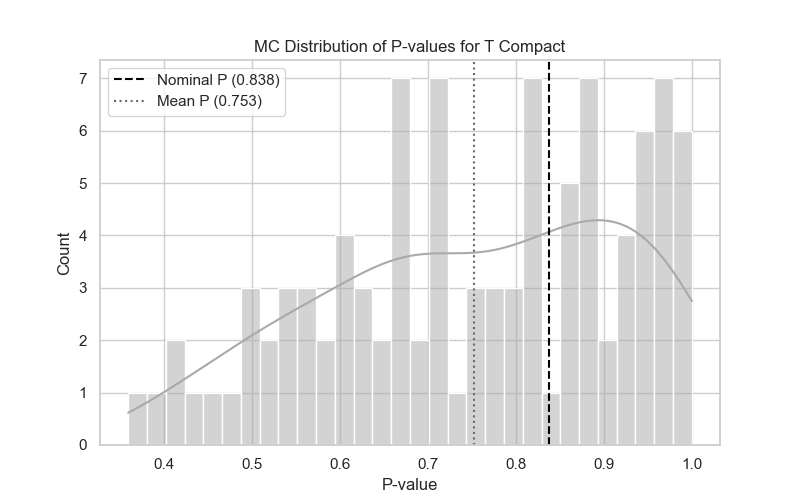 MC Distribution of P-values for T Compact
Nominal P (0.838)
Mean P (0.753)
Count
7
6
5
4
3
2
1
0
0.4 0.5 0.6 0.7 0.8 0.9 1.0
P-value